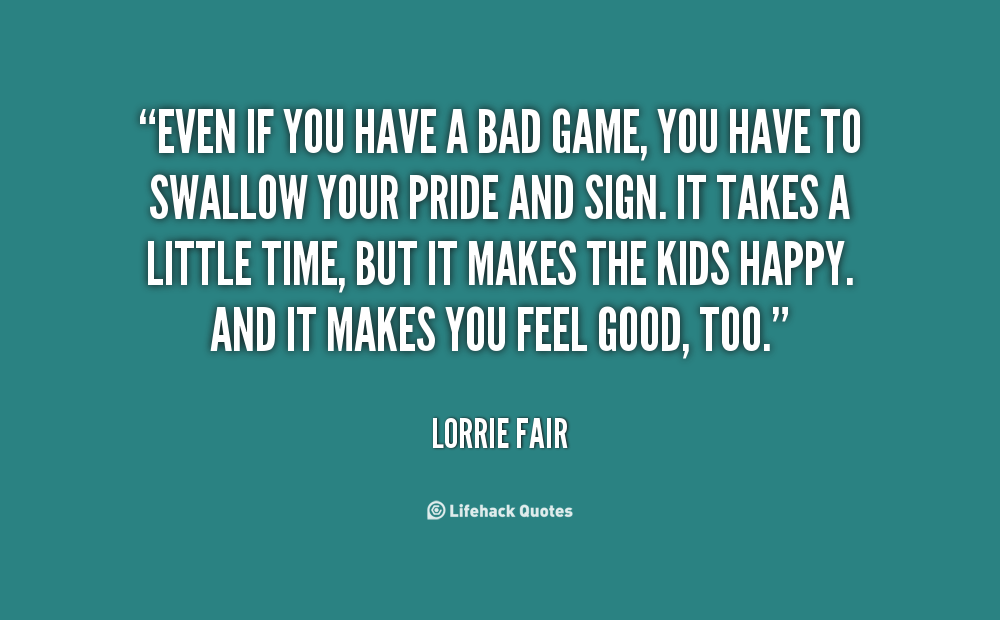 “EVEN IF YOU HAVE A BAD GAME, YOU HAVE TO
SWALLOW YOUR PRIDE AND SIGN. IT TAKES A
LITTLE TIME, BUT IT MAKES THE KIDS HAPPY.
AND IT MAKES YOU FEEL GOOD, TOO.”
LORRIE FAIR
Lifehack Quotes